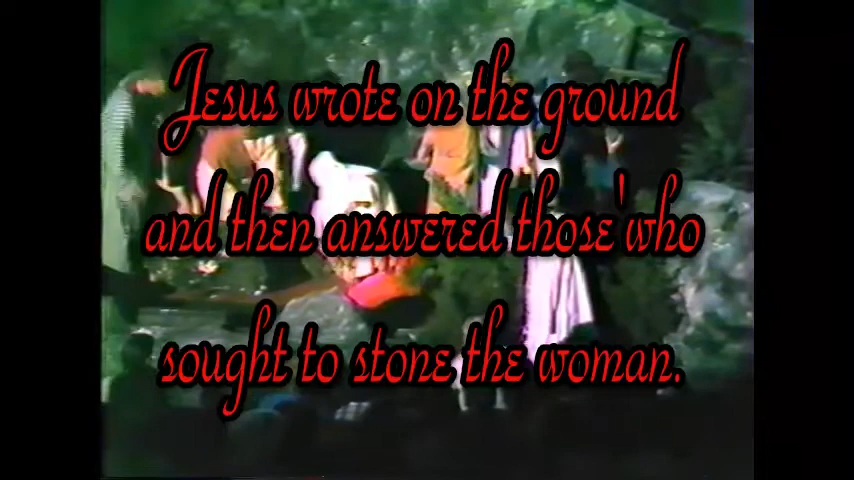 Jesus wrote on the ground
and then answered those'who
sought to stone the woman.